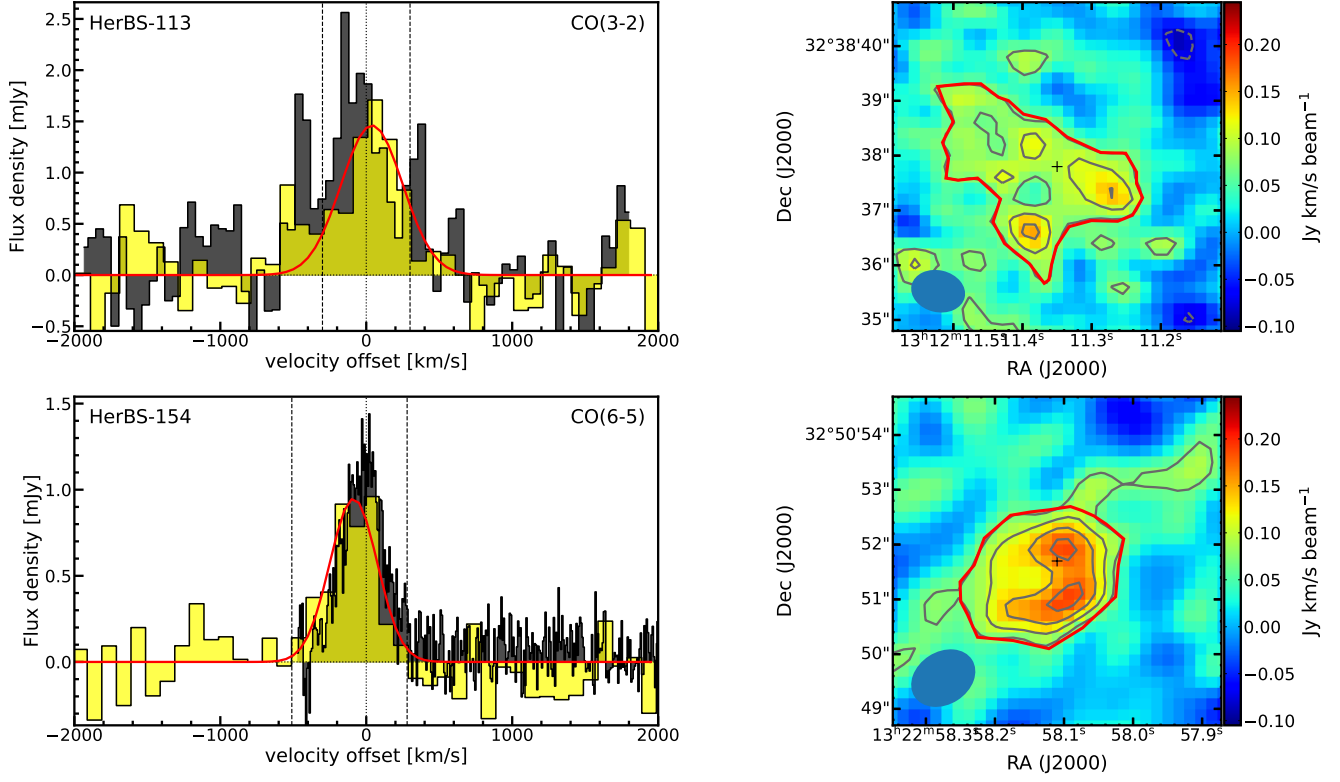 HerBS-113
CO(3-2)
Flux density [mJy]
2.5
2.0
1.5
1.0
0.5
0.0
−0.5
−2000 −1000 0 1000 2000
velocity offset [km/s]
32°38'40"
39"
38"
37"
36"
35"
Dec (J2000)
13ʰ12ᵐ11.5ˢ 11.4ˢ 11.3ˢ 11.2ˢ
RA (J2000)
0.20
0.15
0.10
0.05
0.00
−0.05
−0.10
Jy km/s beam⁻¹
HerBS-154
CO(6-5)
Flux density [mJy]
1.5
1.0
0.5
0.0
−2000 −1000 0 1000 2000
velocity offset [km/s]
32°50'54"
53"
52"
51"
50"
49"
Dec (J2000)
13ʰ22ᵐ58.3ˢ 58.2ˢ 58.1ˢ 58.0ˢ 57.9ˢ
RA (J2000)
0.20
0.15
0.10
0.05
0.00
−0.05
−0.10
Jy km/s beam⁻¹